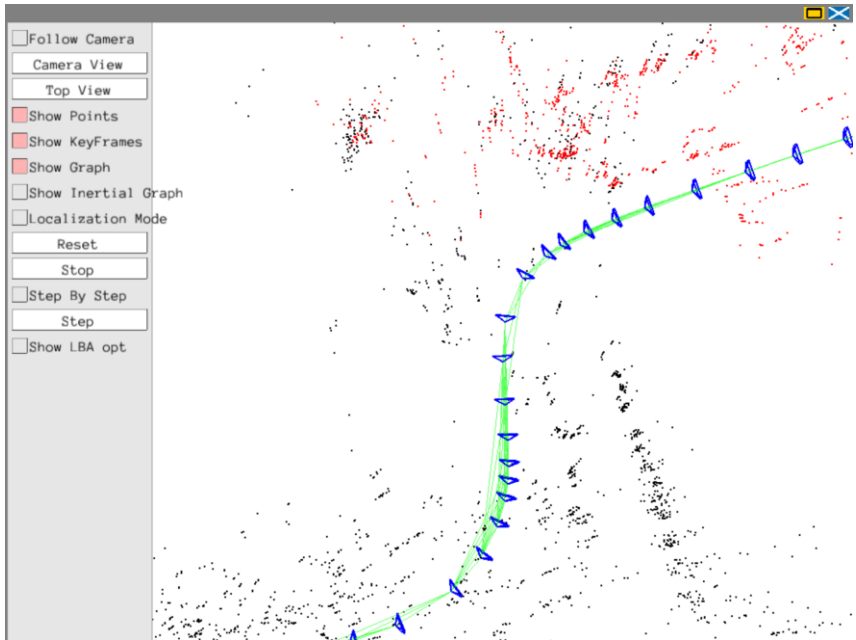 Follow Camera
Camera View
Top View
Show Points
Show KeyFrames
Show Graph
Show Inertial Graph
Localization Mode
Reset
Stop
Step By Step
Step
Show LBA opt